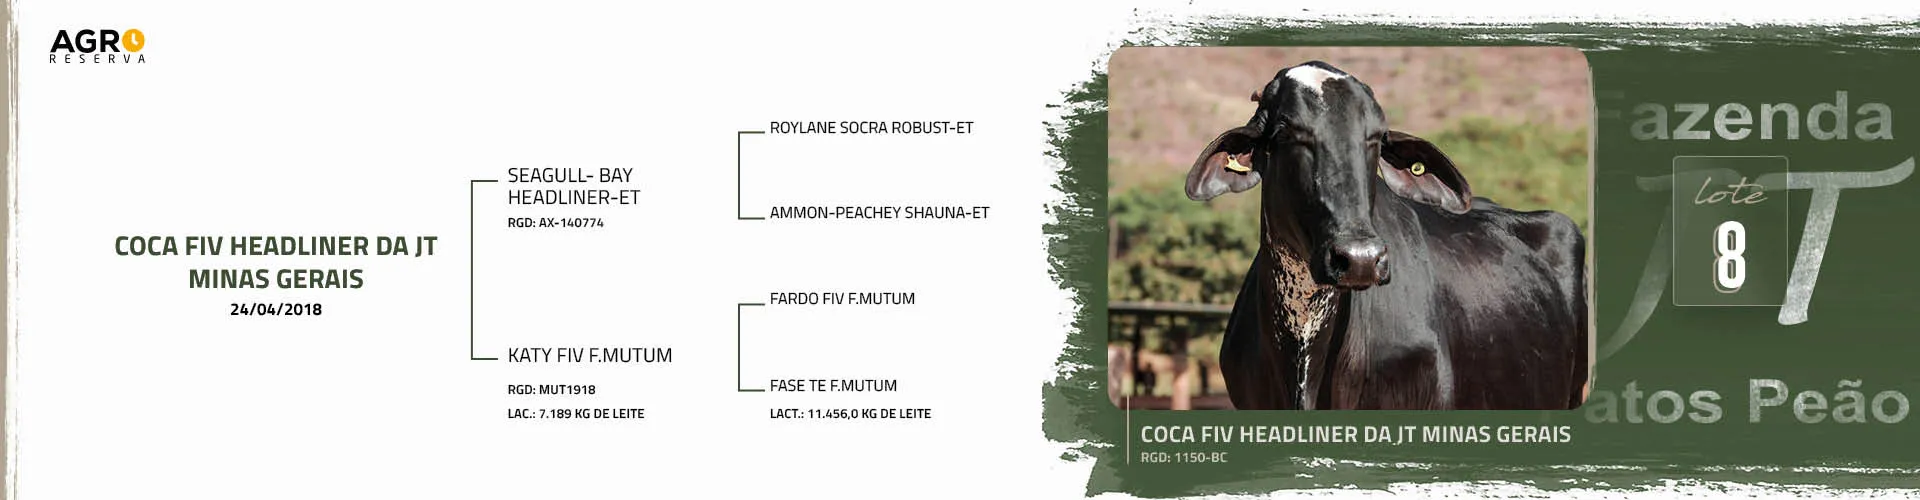 AGRO
RESERVA
COCA FIV HEADLINER DA JT
MINAS GERAIS
24/04/2018
SEAGULL- BAY
HEADLINER-ET
RGD: AX-140774
KATY FIV F.MUTUM
RGD: MUT1918
LAC.: 7.189 KG DE LEITE
ROYLANE SOCRA ROBUST-ET
AMMON-PEACHEY SHAUNA-ET
FARDO FIV F.MUTUM
FASE TE F.MUTUM
LACT.: 11.456,0 KG DE LEITE
Fazenda
JT
lote
8
Patos Peão
COCA FIV HEADLINER DA JT MINAS GERAIS
RGD: 1150-BC